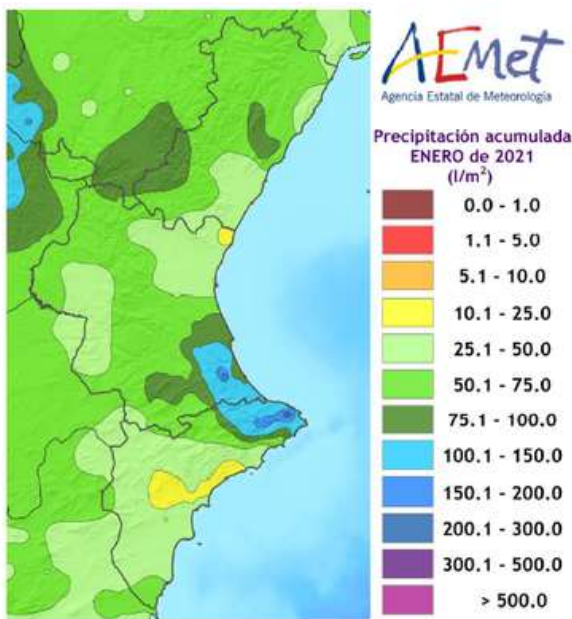 AEMet
Agencia Estatal de Meteorología
Precipitación acumulada
ENERO de 2021
(l/m²)
0.0 - 1.0
1.1 - 5.0
5.1 - 10.0
10.1 - 25.0
25.1 - 50.0
50.1 - 75.0
75.1 - 100.0
100.1 - 150.0
150.1 - 200.0
200.1 - 300.0
300.1 - 500.0
> 500.0